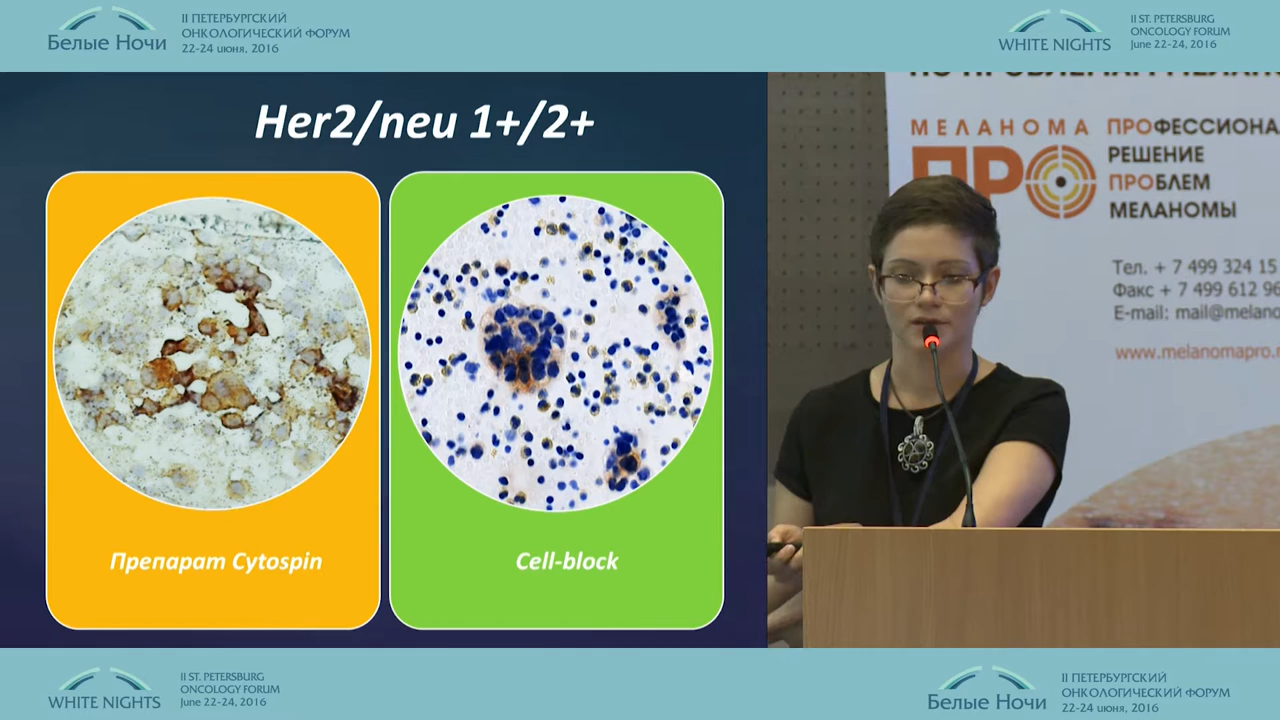 Белые Ночи
II ПЕТЕРБУРГСКИЙ
ОНКОЛОГИЧЕСКИЙ ФОРУМ
22-24 июня, 2016
WHITE NIGHTS
II ST. PETERSBURG
ONCOLOGY FORUM
June 22-24, 2016
Her2/neu 1+/2+
Препарат Cytospin
Cell-block
МЕЛАНОМА
ПРО
ПРОФЕССИОНА
РЕШЕНИЕ
ПРОБЛЕМ
МЕЛАНОМЫ
Тел. + 7 499 324 15
Факс + 7 499 612 96
E-mail: mail@melano
www.melanomapro.r
WHITE NIGHTS
II ST. PETERSBURG
ONCOLOGY FORUM
June 22-24, 2016
Белые Ночи
II ПЕТЕРБУРГСКИЙ
ОНКОЛОГИЧЕСКИЙ ФОРУМ
22-24 июня, 2016